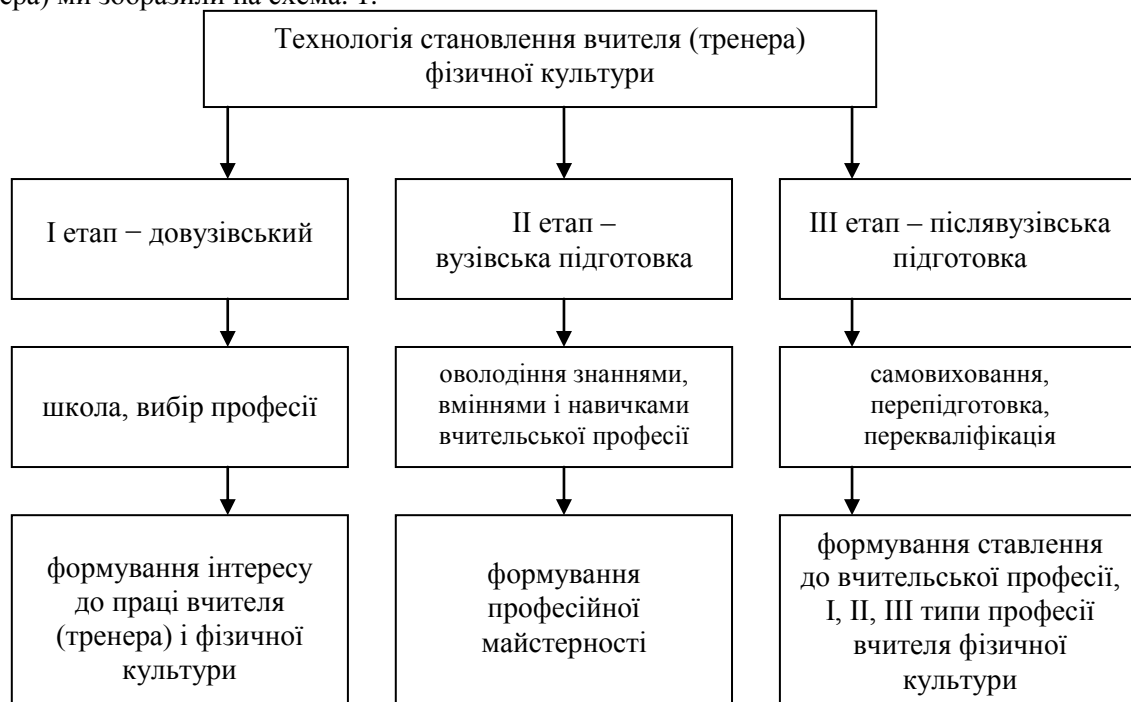 ера) ми зобразили на схема. 1.
Технологія становлення вчителя (тренера)
фізичної культури
І етап − довузівський
ІІ етап –
вузівська підготовка
ІІІ етап – післявузівська
підготовка
школа, вибір професії
оволодіння знаннями,
вміннями і навичками
вчительської професії
самовиховання,
перепідготовка,
перекваліфікація
формування інтересу
до праці вчителя
(тренера) і фізичної
культури
формування
професійної
майстерності
формування ставлення
до вчительської професії,
І, ІІ, ІІІ типи професії
вчителя фізичної
культури